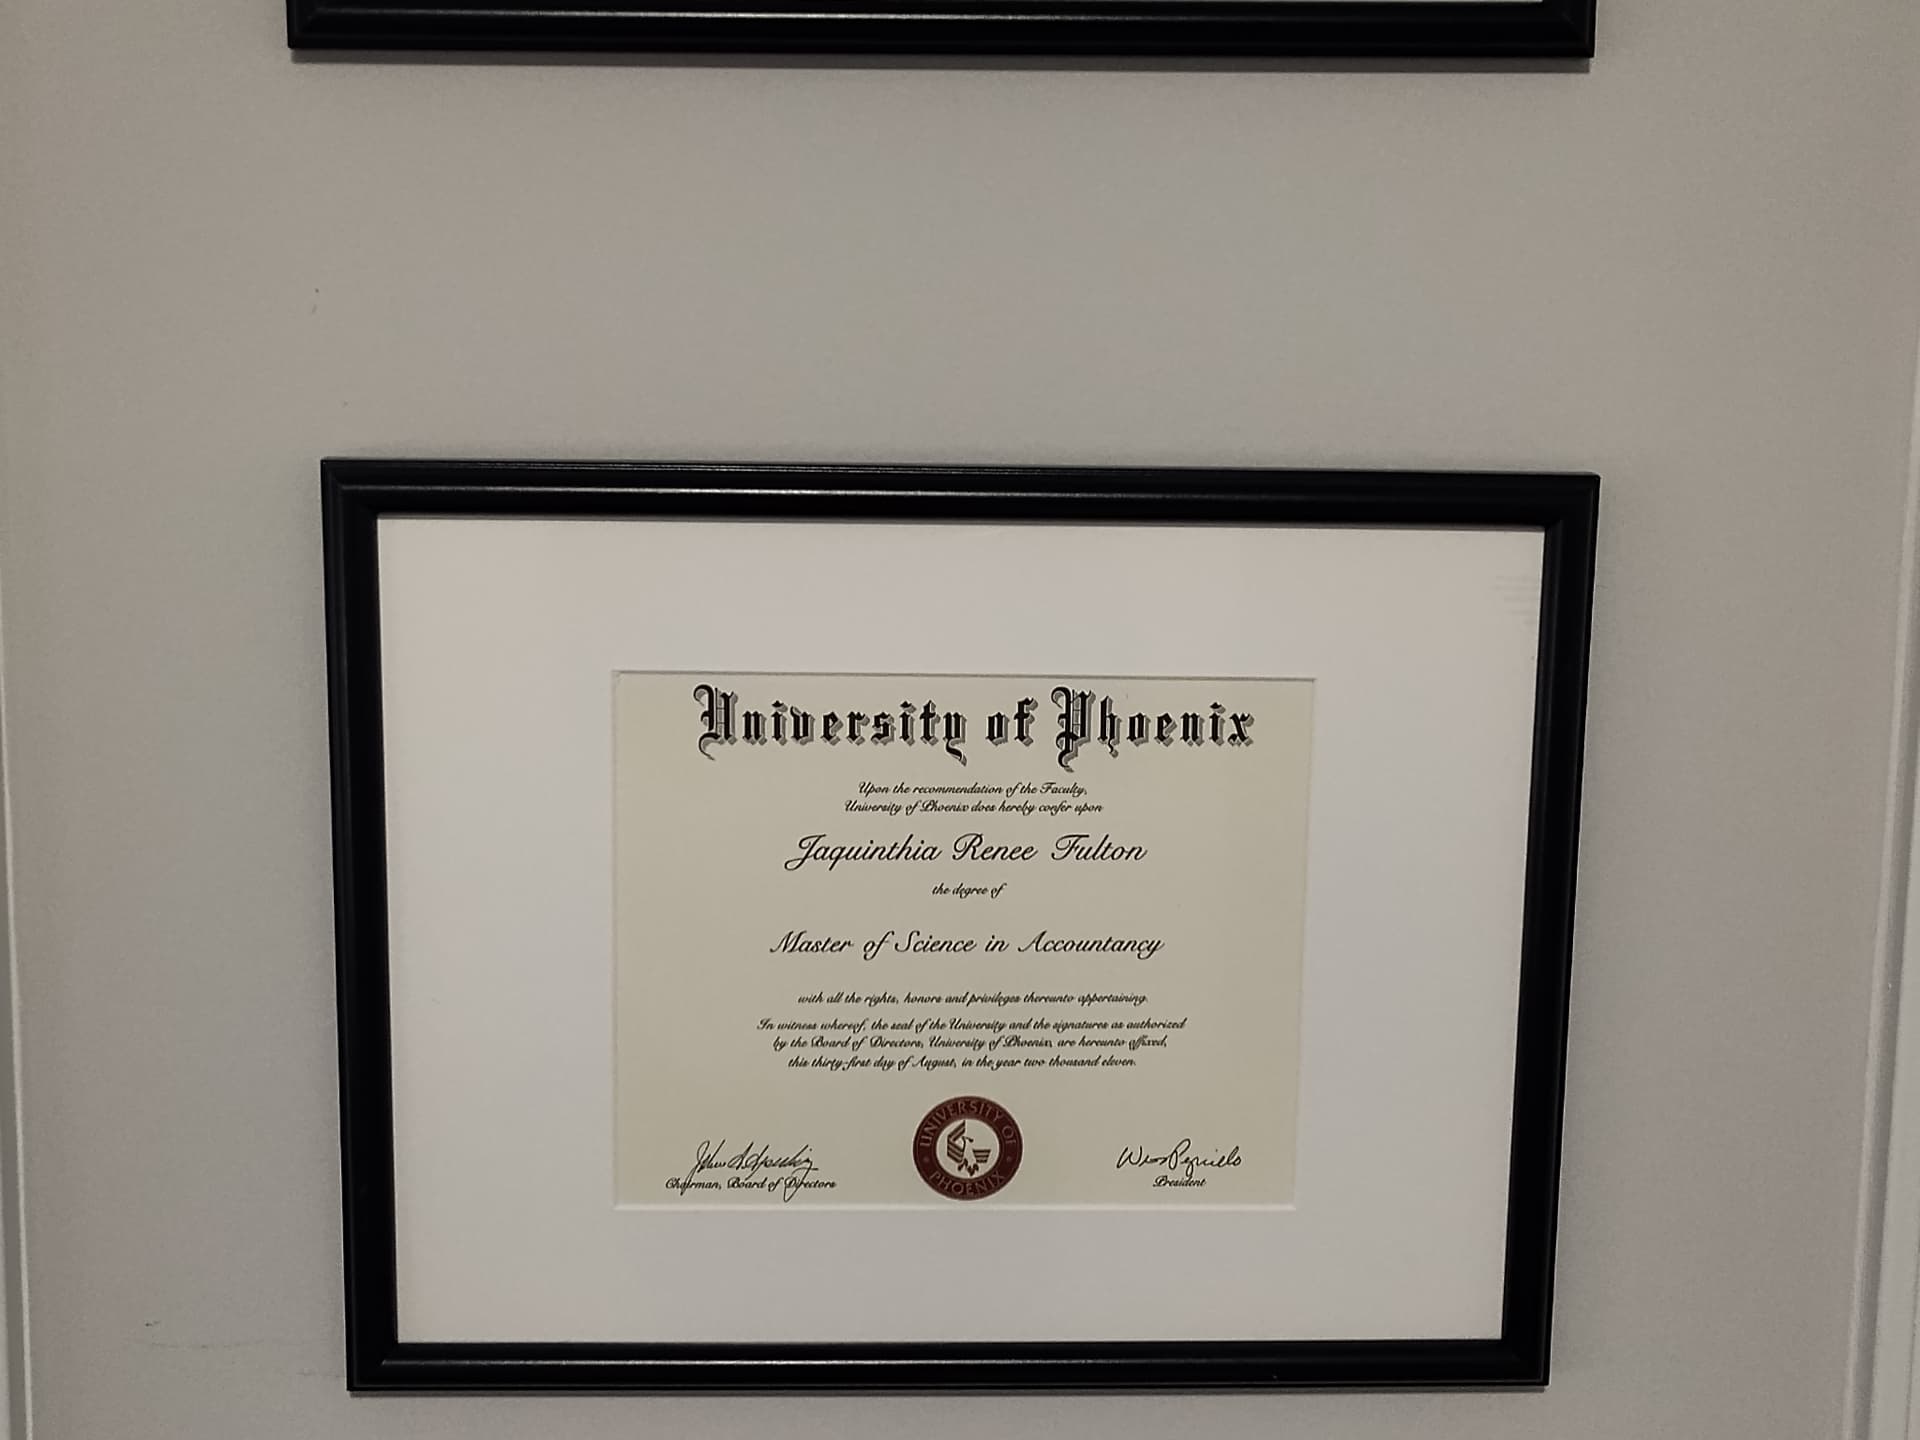 University of Phoenix
Upon the recommendation of the Faculty,
University of Phoenix does hereby confer upon
Jaquinthia Renee Fulton
the degree of
Master of Science in Accountancy
with all the rights, honors and privileges thereunto appertaining.
In witness whereof, the seal of the University and the signatures as authorized
by the Board of Directors, University of Phoenix, are hereunto affixed,
this thirty-first day of August, in the year two thousand eleven.
UNIVERSITY OF PHOENIX
Chairman, Board of Directors
President